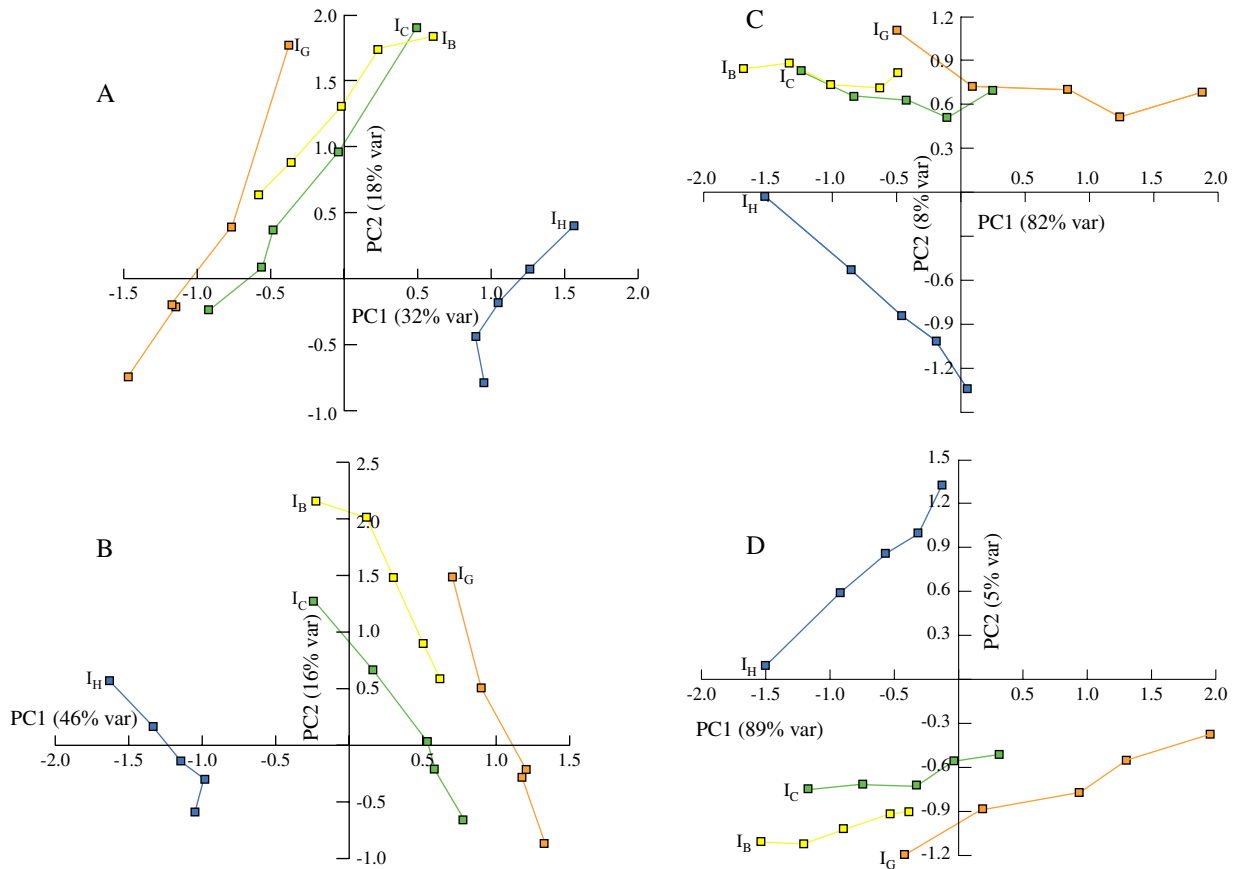 A
2.0
1.5
1.0
0.5
-0.5
-1.0
-1.5
-1.0
-0.5
0.5
1.0
1.5
2.0
PC1 (32% var)
PC2 (18% var)
I_G
I_C
I_B
I_H
C
1.2
0.9
0.6
0.3
-0.6
-0.9
-1.2
-2.0
-1.5
-1.0
-0.5
0.5
1.0
1.5
2.0
PC1 (82% var)
PC2 (8% var)
I_G
I_B
I_C
I_H
B
2.5
2.0
1.5
1.0
0.5
-0.5
-1.0
-2.0
-1.5
-1.0
-0.5
0.5
1.0
1.5
PC1 (46% var)
PC2 (16% var)
I_B
I_G
I_C
I_H
D
1.5
1.2
0.9
0.6
0.3
-0.3
-0.6
-0.9
-1.2
-2.0
-1.5
-1.0
-0.5
0.5
1.0
1.5
2.0
PC1 (89% var)
PC2 (5% var)
I_H
I_C
I_B
I_G